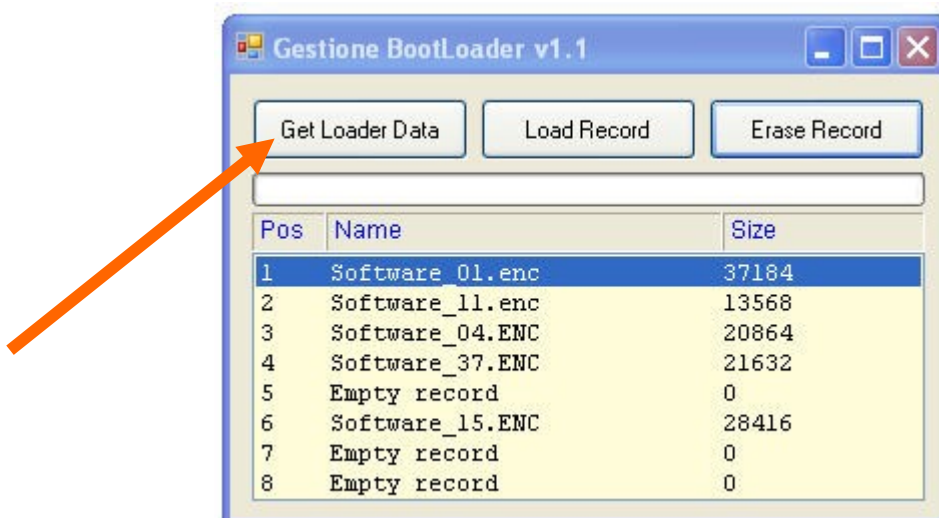 Gestione BootLoader v1.1
Get Loader Data Load Record Erase Record
Pos Name Size
1 Software_01.enc 37184
2 Software_11.enc 13568
3 Software_04.ENC 20864
4 Software_37.ENC 21632
5 Empty record 0
6 Software_15.ENC 28416
7 Empty record 0
8 Empty record 0